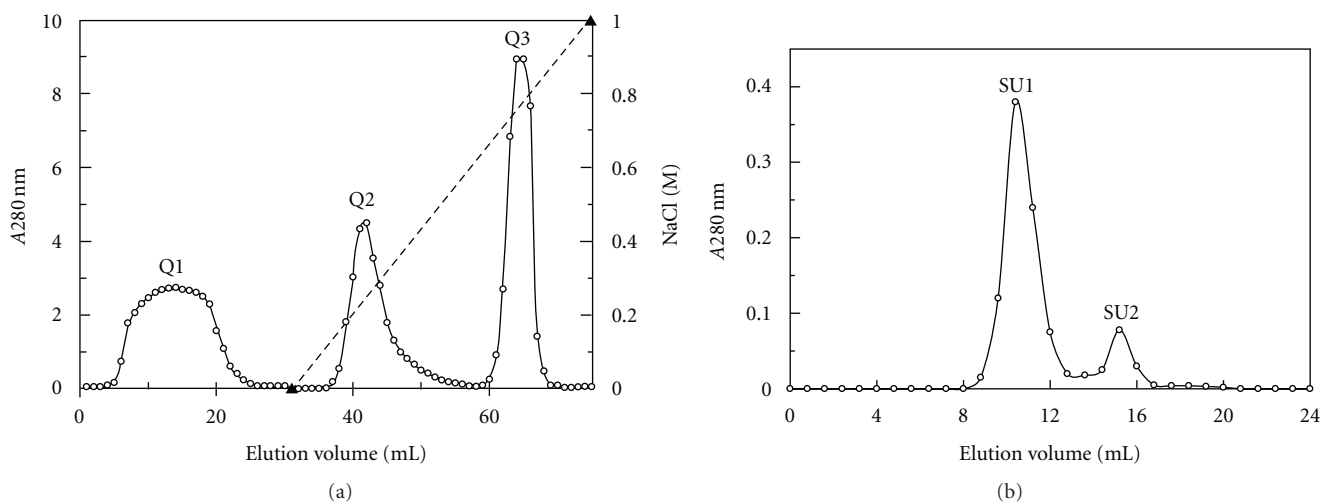 10
8
6
4
2
0
A280 nm
Q1
Q2
Q3
1
0.8
0.6
0.4
0.2
0
NaCl (M)
0 20 40 60
Elution volume (mL)
(a)
0.4
0.3
0.2
0.1
0
A280 nm
SU1
SU2
0 4 8 12 16 20 24
Elution volume (mL)
(b)